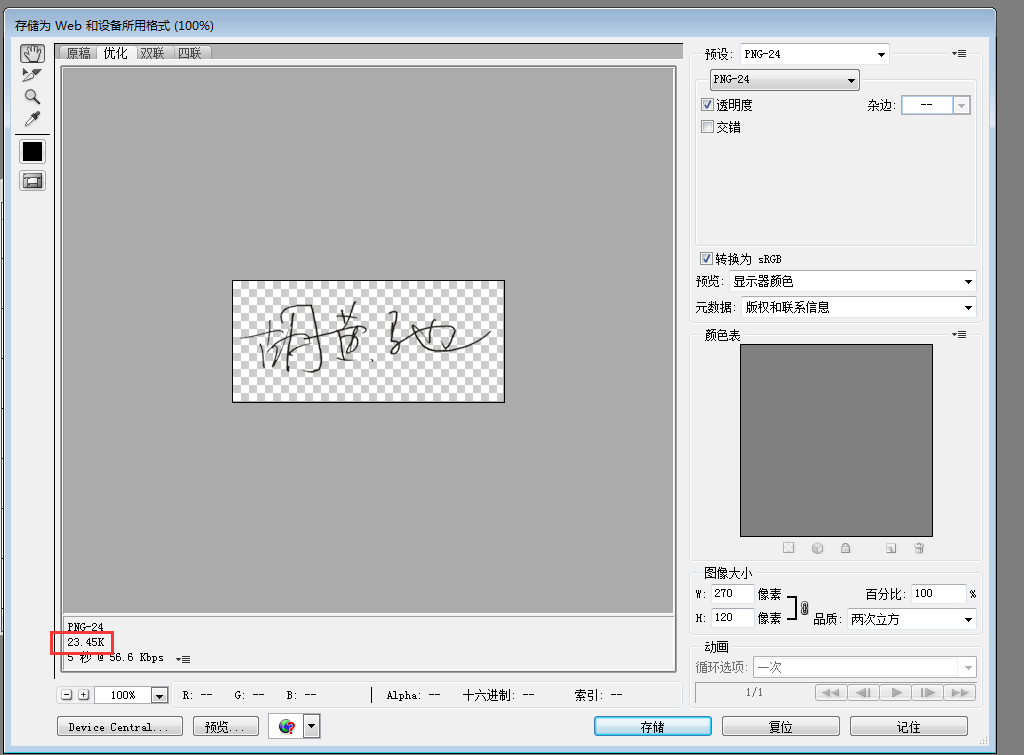 存储为 Web 和设备所用格式 (100%)
原稿 优化 双联 四联
预设: PNG-24
PNG-24
透明度 杂边: --
交错
转换为 sRGB
预览: 显示器颜色
元数据: 版权和联系信息
颜色表
图像大小
W: 270 像素 百分比: 100 %
H: 120 像素 品质: 两次立方
动画
循环选项: 一次
1/1
PNG-24
23.45K
5 秒 @ 56.6 Kbps
100% R: -- G: -- B: -- Alpha: -- 十六进制: -- 索引: --
Device Central... 预览... 存储 复位 记住